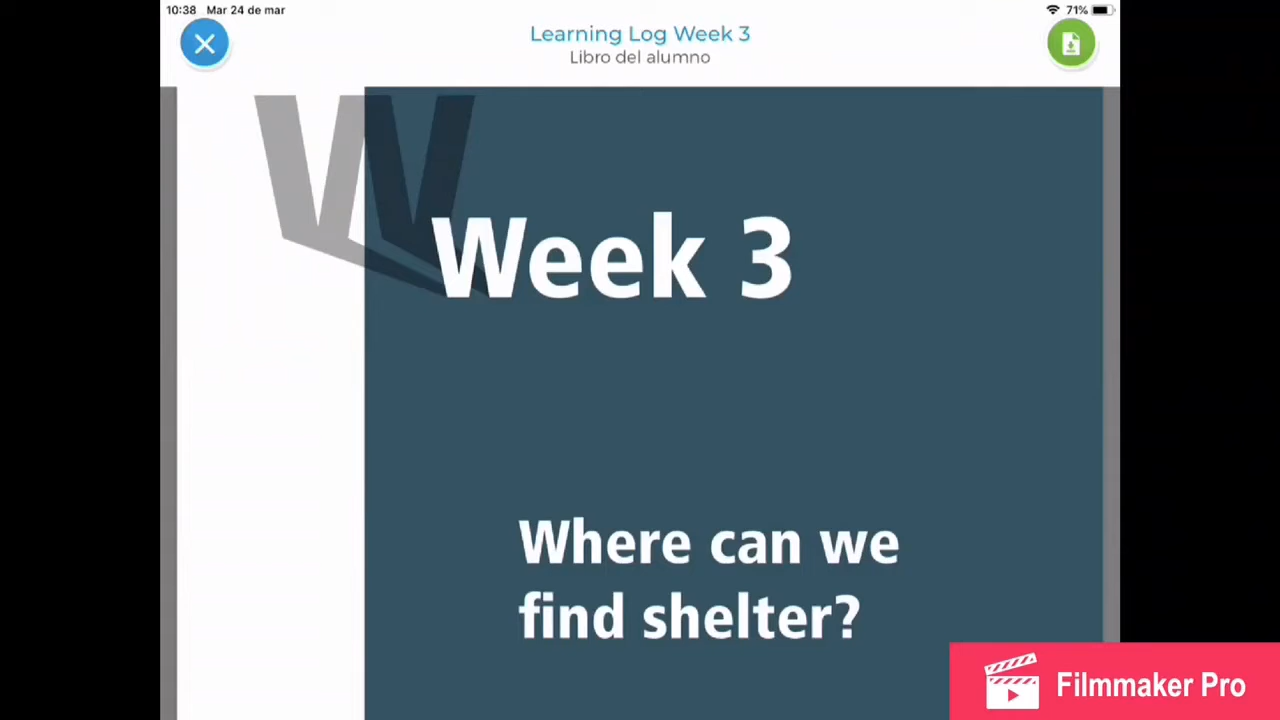 10:38 Mar 24 de mar
71%
Learning Log Week 3
Libro del alumno
W
Week 3
Where can we
find shelter?
Filmmaker Pro